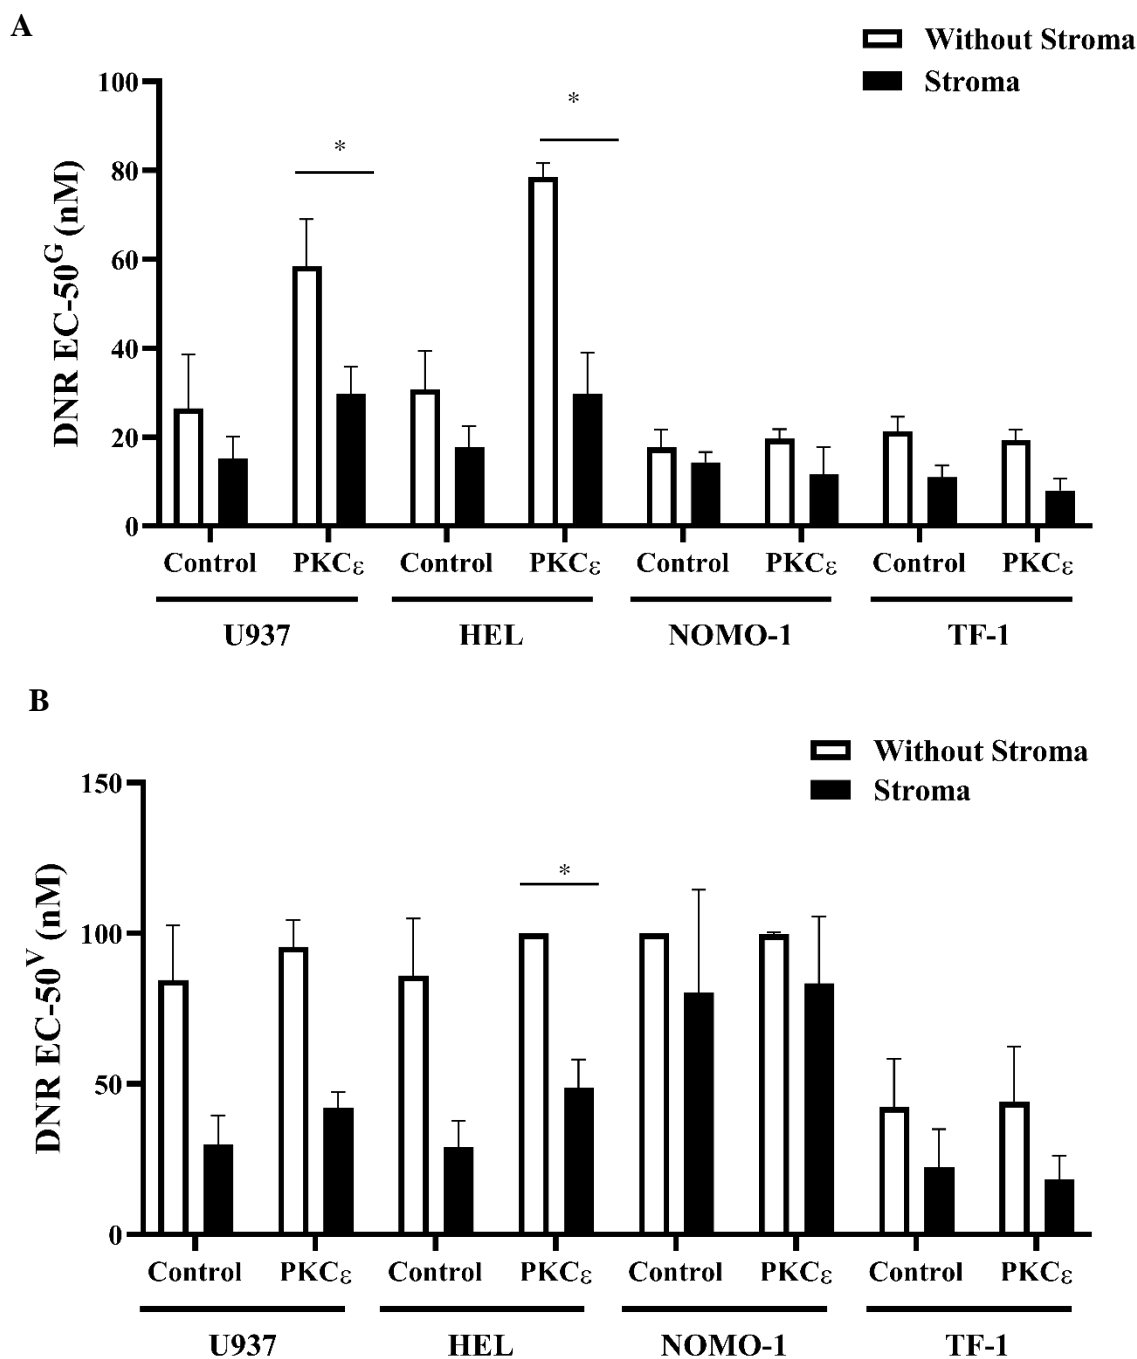 A
Without Stroma
Stroma
DNR EC-50^G (nM)
100
80
60
40
20
0
*
*
Control PKCε Control PKCε Control PKCε Control PKCε
U937 HEL NOMO-1 TF-1
B
Without Stroma
Stroma
DNR EC-50^V (nM)
150
100
50
0
*
Control PKCε Control PKCε Control PKCε Control PKCε
U937 HEL NOMO-1 TF-1